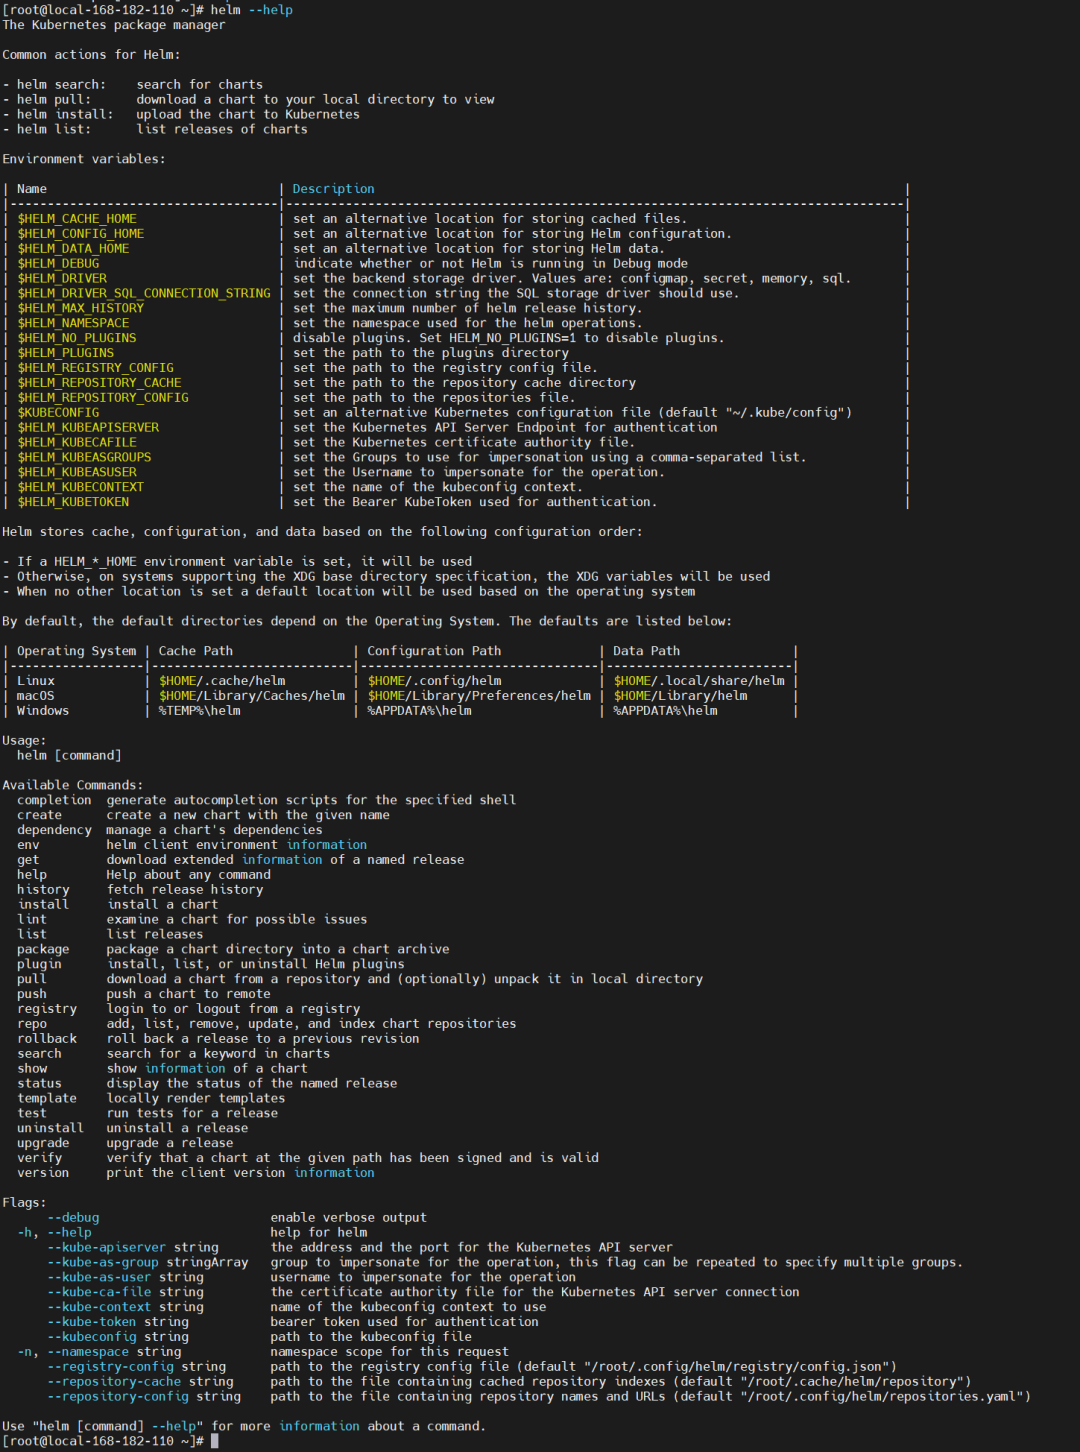 [root@local-168-182-110 ~]# helm --help
The Kubernetes package manager
Common actions for Helm:
- helm search:    search for charts
- helm pull:      download a chart to your local directory to view
- helm install:   upload the chart to Kubernetes
- helm list:      list releases of charts
Environment variables:
| Name                               | Description                                                                       |
|------------------------------------|-----------------------------------------------------------------------------------|
| $HELM_CACHE_HOME                   | set an alternative location for storing cached files.                             |
| $HELM_CONFIG_HOME                  | set an alternative location for storing Helm configuration.                       |
| $HELM_DATA_HOME                    | set an alternative location for storing Helm data.                                |
| $HELM_DEBUG                        | indicate whether or not Helm is running in Debug mode                             |
| $HELM_DRIVER                       | set the backend storage driver. Values are: configmap, secret, memory, sql.       |
| $HELM_DRIVER_SQL_CONNECTION_STRING | set the connection string the SQL storage driver should use.                      |
| $HELM_MAX_HISTORY                  | set the maximum number of helm release history.                                   |
| $HELM_NAMESPACE                    | set the namespace used for the helm operations.                                   |
| $HELM_NO_PLUGINS                   | disable plugins. Set HELM_NO_PLUGINS=1 to disable plugins.                        |
| $HELM_PLUGINS                      | set the path to the plugins directory                                             |
| $HELM_REGISTRY_CONFIG              | set the path to the registry config file.                                         |
| $HELM_REPOSITORY_CACHE             | set the path to the repository cache directory                                    |
| $HELM_REPOSITORY_CONFIG            | set the path to the repositories file.                                            |
| $KUBECONFIG                        | set an alternative Kubernetes configuration file (default "~/.kube/config")       |
| $HELM_KUBEAPISERVER                | set the Kubernetes API Server Endpoint for authentication                         |
| $HELM_KUBECAFILE                   | set the Kubernetes certificate authority file.                                    |
| $HELM_KUBEASGROUPS                 | set the Groups to use for impersonation using a comma-separated list.             |
| $HELM_KUBEASUSER                   | set the Username to impersonate for the operation.                                |
| $HELM_KUBECONTEXT                  | set the name of the kubeconfig context.                                           |
| $HELM_KUBETOKEN                    | set the Bearer KubeToken used for authentication.                                 |
Helm stores cache, configuration, and data based on the following configuration order:
- If a HELM_*_HOME environment variable is set, it will be used
- Otherwise, on systems supporting the XDG base directory specification, the XDG variables will be used
- When no other location is set a default location will be used based on the operating system
By default, the default directories depend on the Operating System. The defaults are listed below:
| Operating System | Cache Path                | Configuration Path             | Data Path               |
|------------------|---------------------------|--------------------------------|-------------------------|
| Linux            | $HOME/.cache/helm         | $HOME/.config/helm             | $HOME/.local/share/helm |
| macOS            | $HOME/Library/Caches/helm | $HOME/Library/Preferences/helm | $HOME/Library/helm      |
| Windows          | %TEMP%\helm               | %APPDATA%\helm                 | %APPDATA%\helm          |
Usage:
  helm [command]
Available Commands:
  completion  generate autocompletion scripts for the specified shell
  create      create a new chart with the given name
  dependency  manage a chart's dependencies
  env         helm client environment information
  get         download extended information of a named release
  help        Help about any command
  history     fetch release history
  install     install a chart
  lint        examine a chart for possible issues
  list        list releases
  package     package a chart directory into a chart archive
  plugin      install, list, or uninstall Helm plugins
  pull        download a chart from a repository and (optionally) unpack it in local directory
  push        push a chart to remote
  registry    login to or logout from a registry
  repo        add, list, remove, update, and index chart repositories
  rollback    roll back a release to a previous revision
  search      search for a keyword in charts
  show        show information of a chart
  status      display the status of the named release
  template    locally render templates
  test        run tests for a release
  uninstall   uninstall a release
  upgrade     upgrade a release
  verify      verify that a chart at the given path has been signed and is valid
  version     print the client version information
Flags:
      --debug                       enable verbose output
  -h, --help                        help for helm
      --kube-apiserver string       the address and the port for the Kubernetes API server
      --kube-as-group stringArray   group to impersonate for the operation, this flag can be repeated to specify multiple groups.
      --kube-as-user string         username to impersonate for the operation
      --kube-ca-file string         the certificate authority file for the Kubernetes API server connection
      --kube-context string         name of the kubeconfig context to use
      --kube-token string           bearer token used for authentication
      --kubeconfig string           path to the kubeconfig file
  -n, --namespace string            namespace scope for this request
      --registry-config string      path to the registry config file (default "/root/.config/helm/registry/config.json")
      --repository-cache string     path to the file containing cached repository indexes (default "/root/.cache/helm/repository")
      --repository-config string    path to the file containing repository names and URLs (default "/root/.config/helm/repositories.yaml")
Use "helm [command] --help" for more information about a command.
[root@local-168-182-110 ~]#